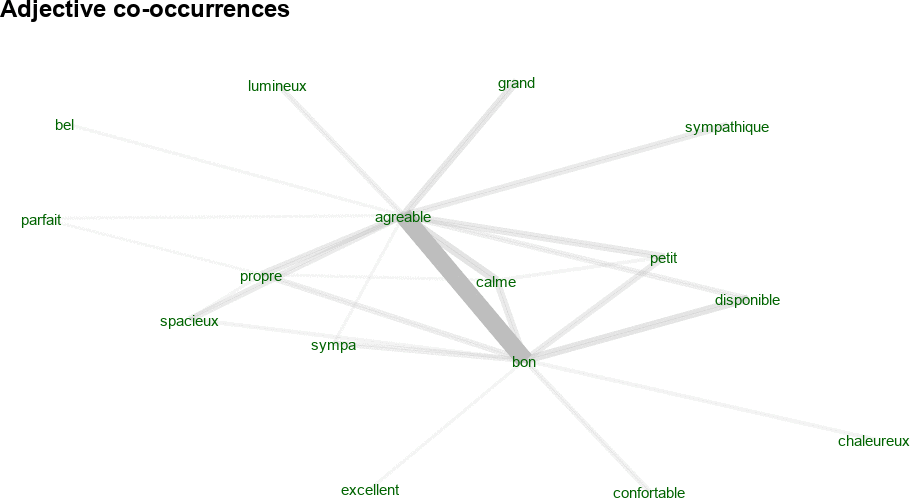 Adjective co-occurrences
lumineux
grand
bel
sympathique
parfait
agreable
petit
propre
calme
disponible
spacieux
sympa
bon
chaleureux
excellent
confortable